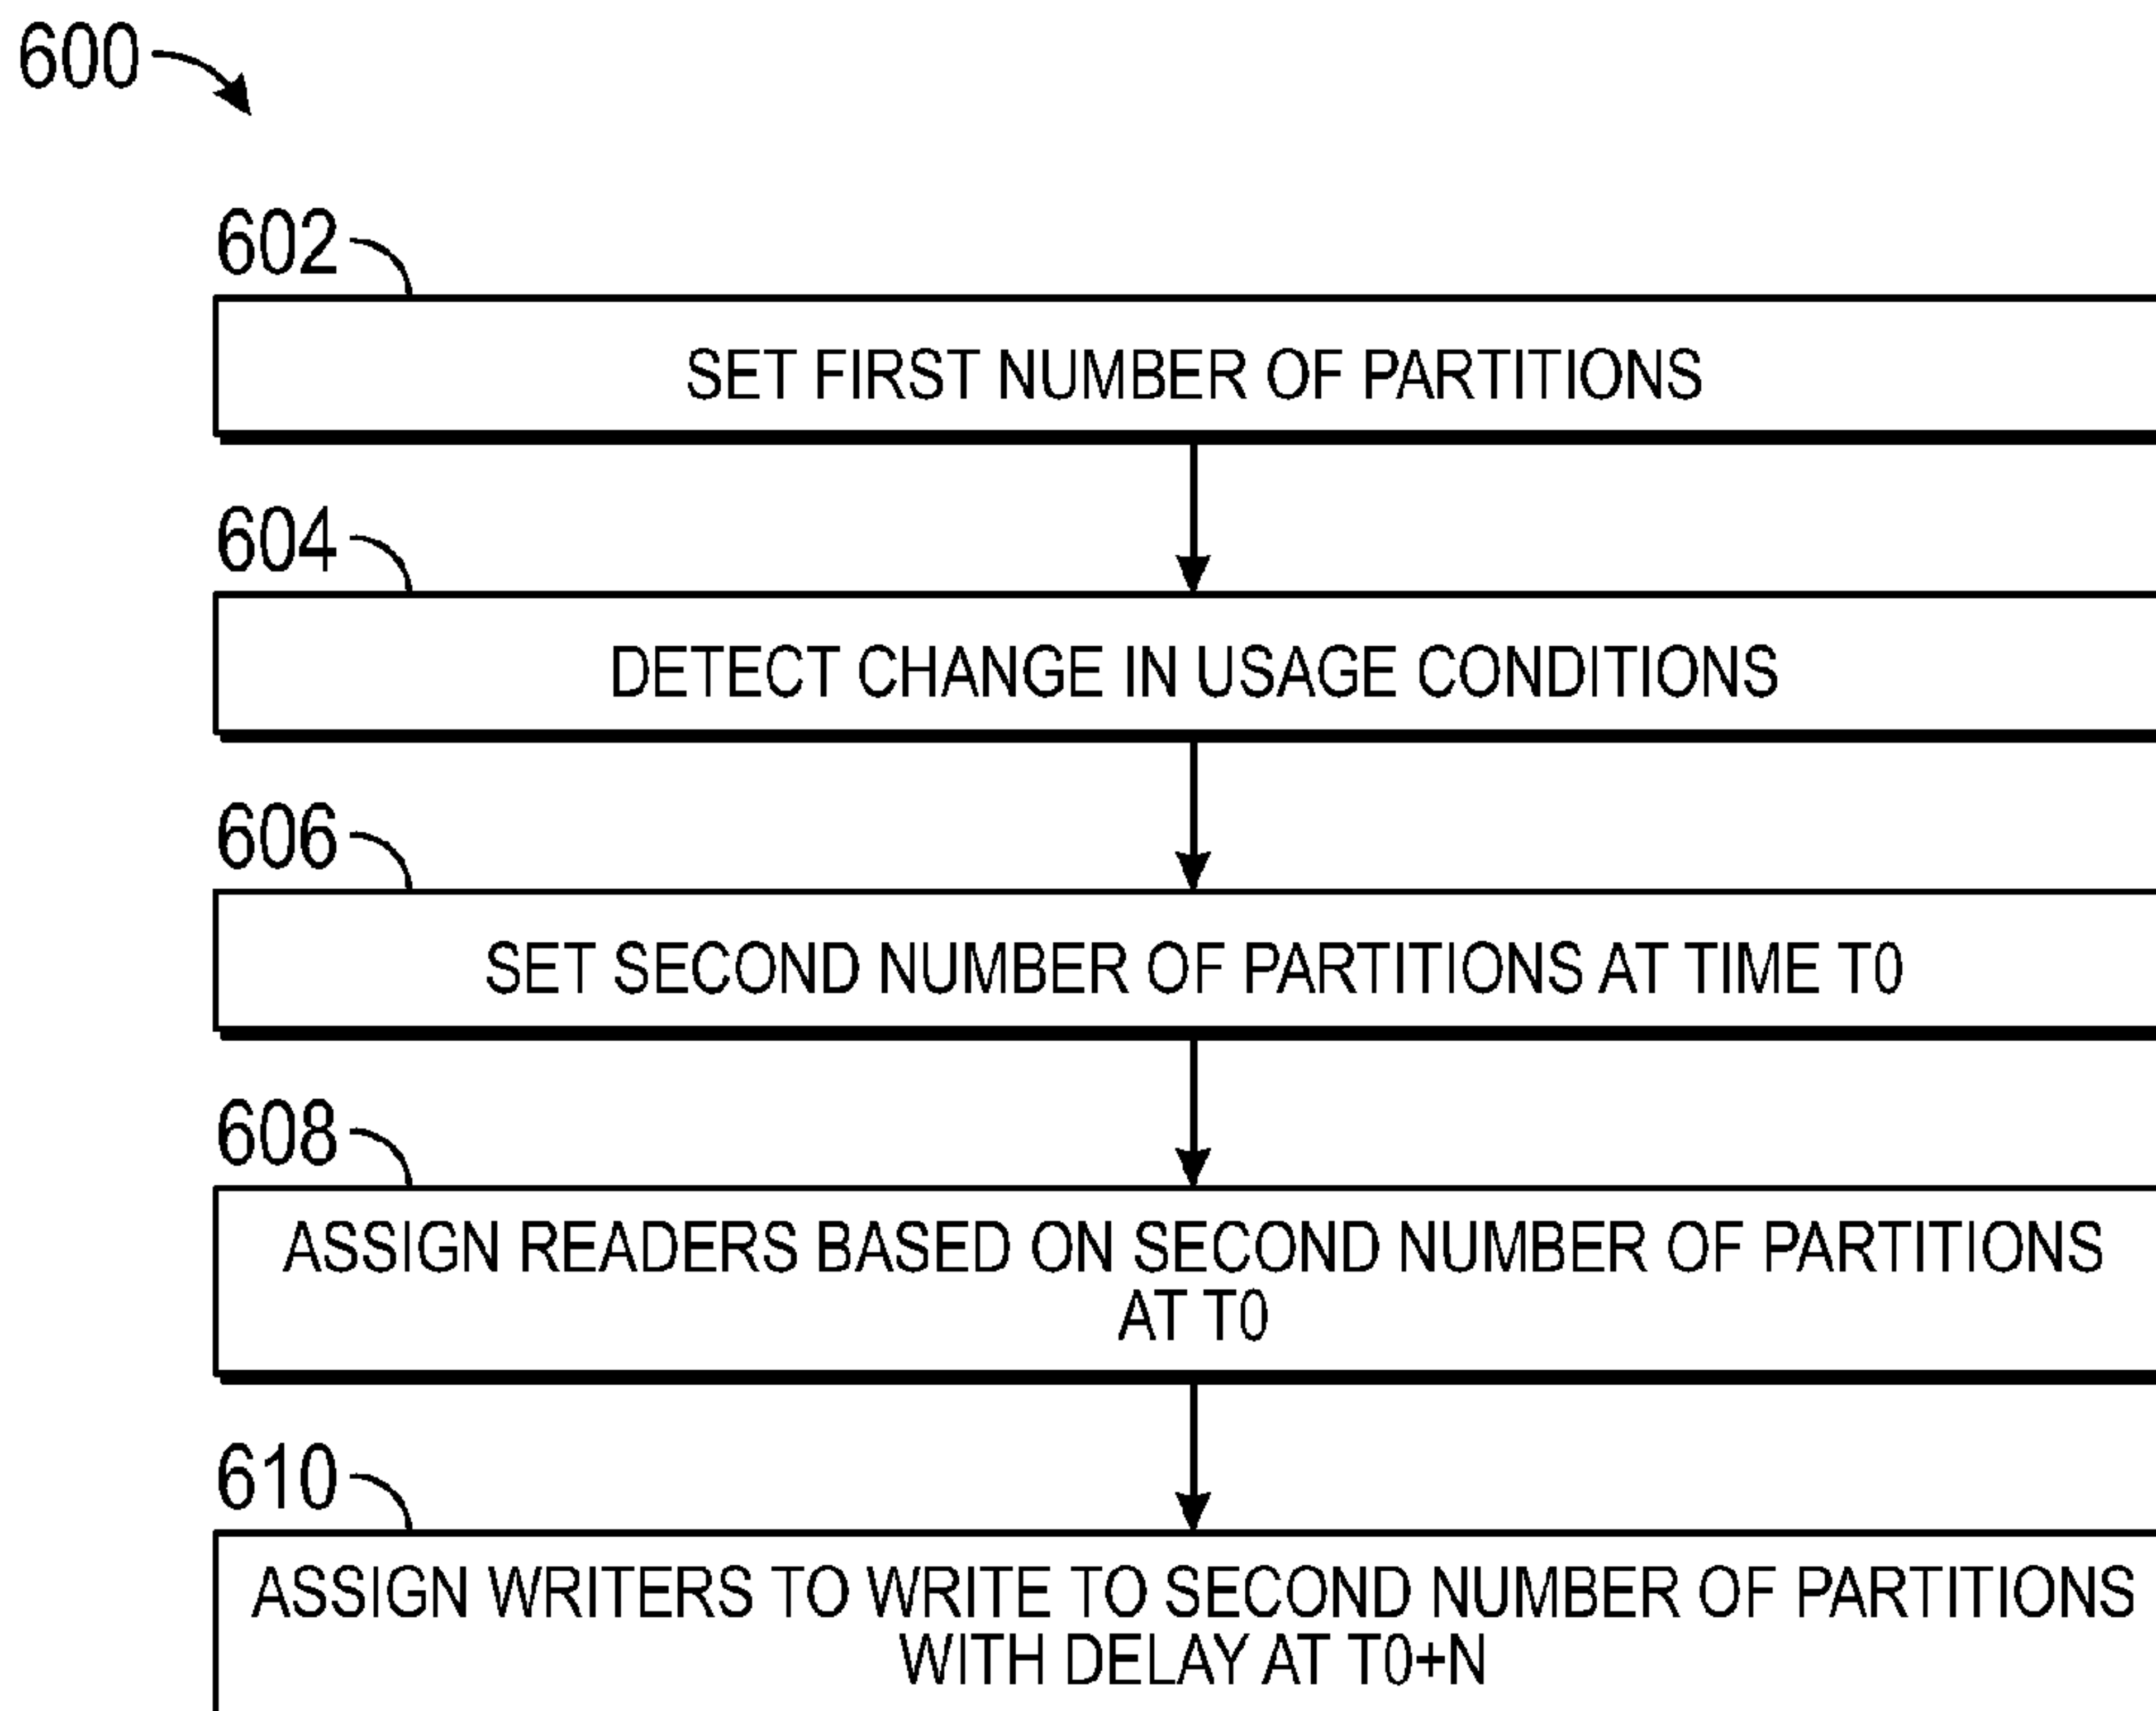 600
602
SET FIRST NUMBER OF PARTITIONS
604
DETECT CHANGE IN USAGE CONDITIONS
606
SET SECOND NUMBER OF PARTITIONS AT TIME T0
608
ASSIGN READERS BASED ON SECOND NUMBER OF PARTITIONS
AT T0
610
ASSIGN WRITERS TO WRITE TO SECOND NUMBER OF PARTITIONS
WITH DELAY AT T0+N